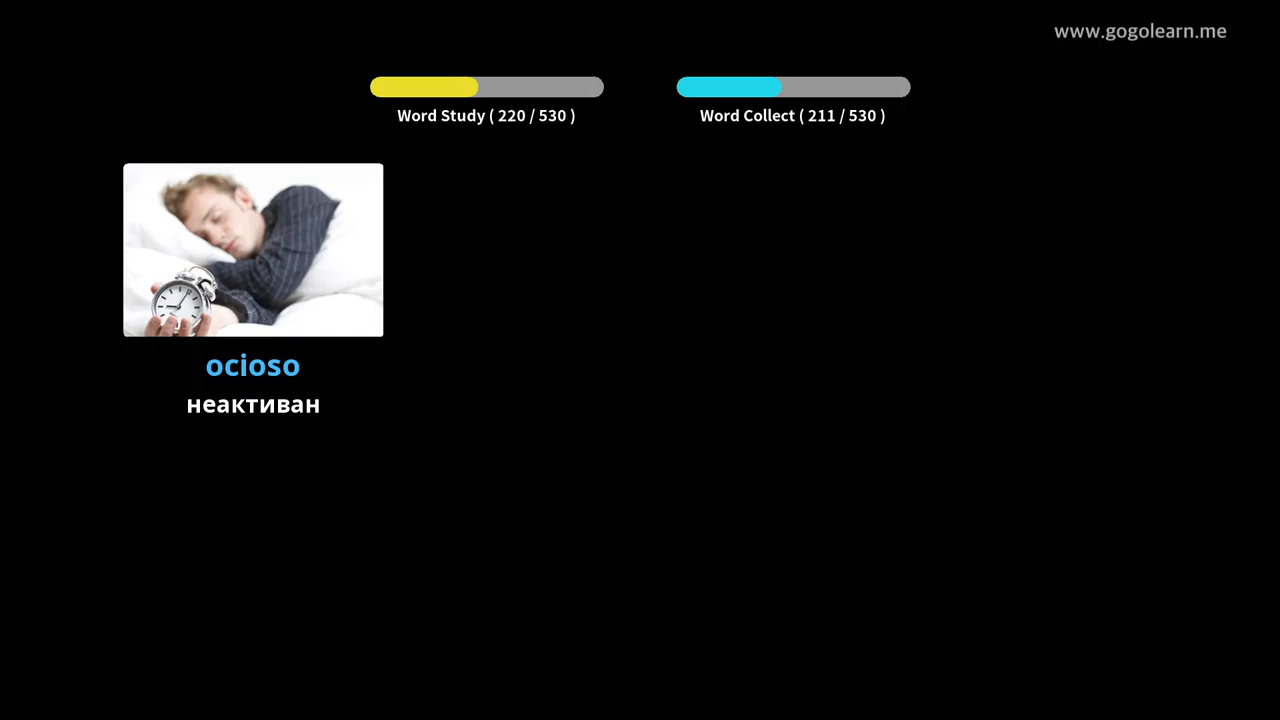 www.gogolearn.me
Word Study ( 220 / 530 )
Word Collect ( 211 / 530 )
ocioso
неактиван